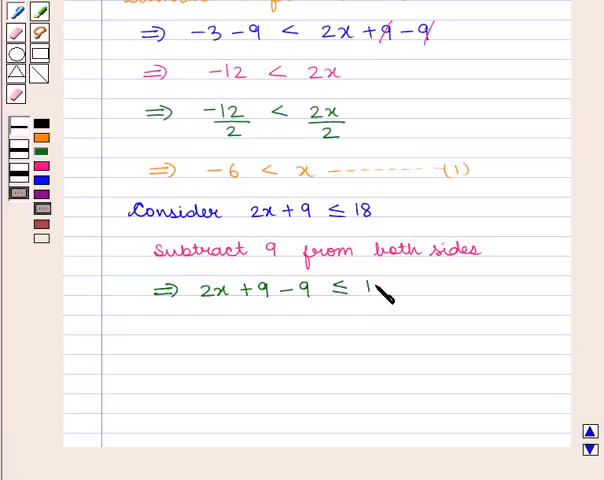 ⇒ -3 - 9 < 2x + 9 - 9
⇒ -12 < 2x
⇒ -12/2 < 2x/2
⇒ -6 < x -------- (1)
Consider 2x + 9 ≤ 18
Subtract 9 from both sides
⇒ 2x + 9 - 9 ≤ 1